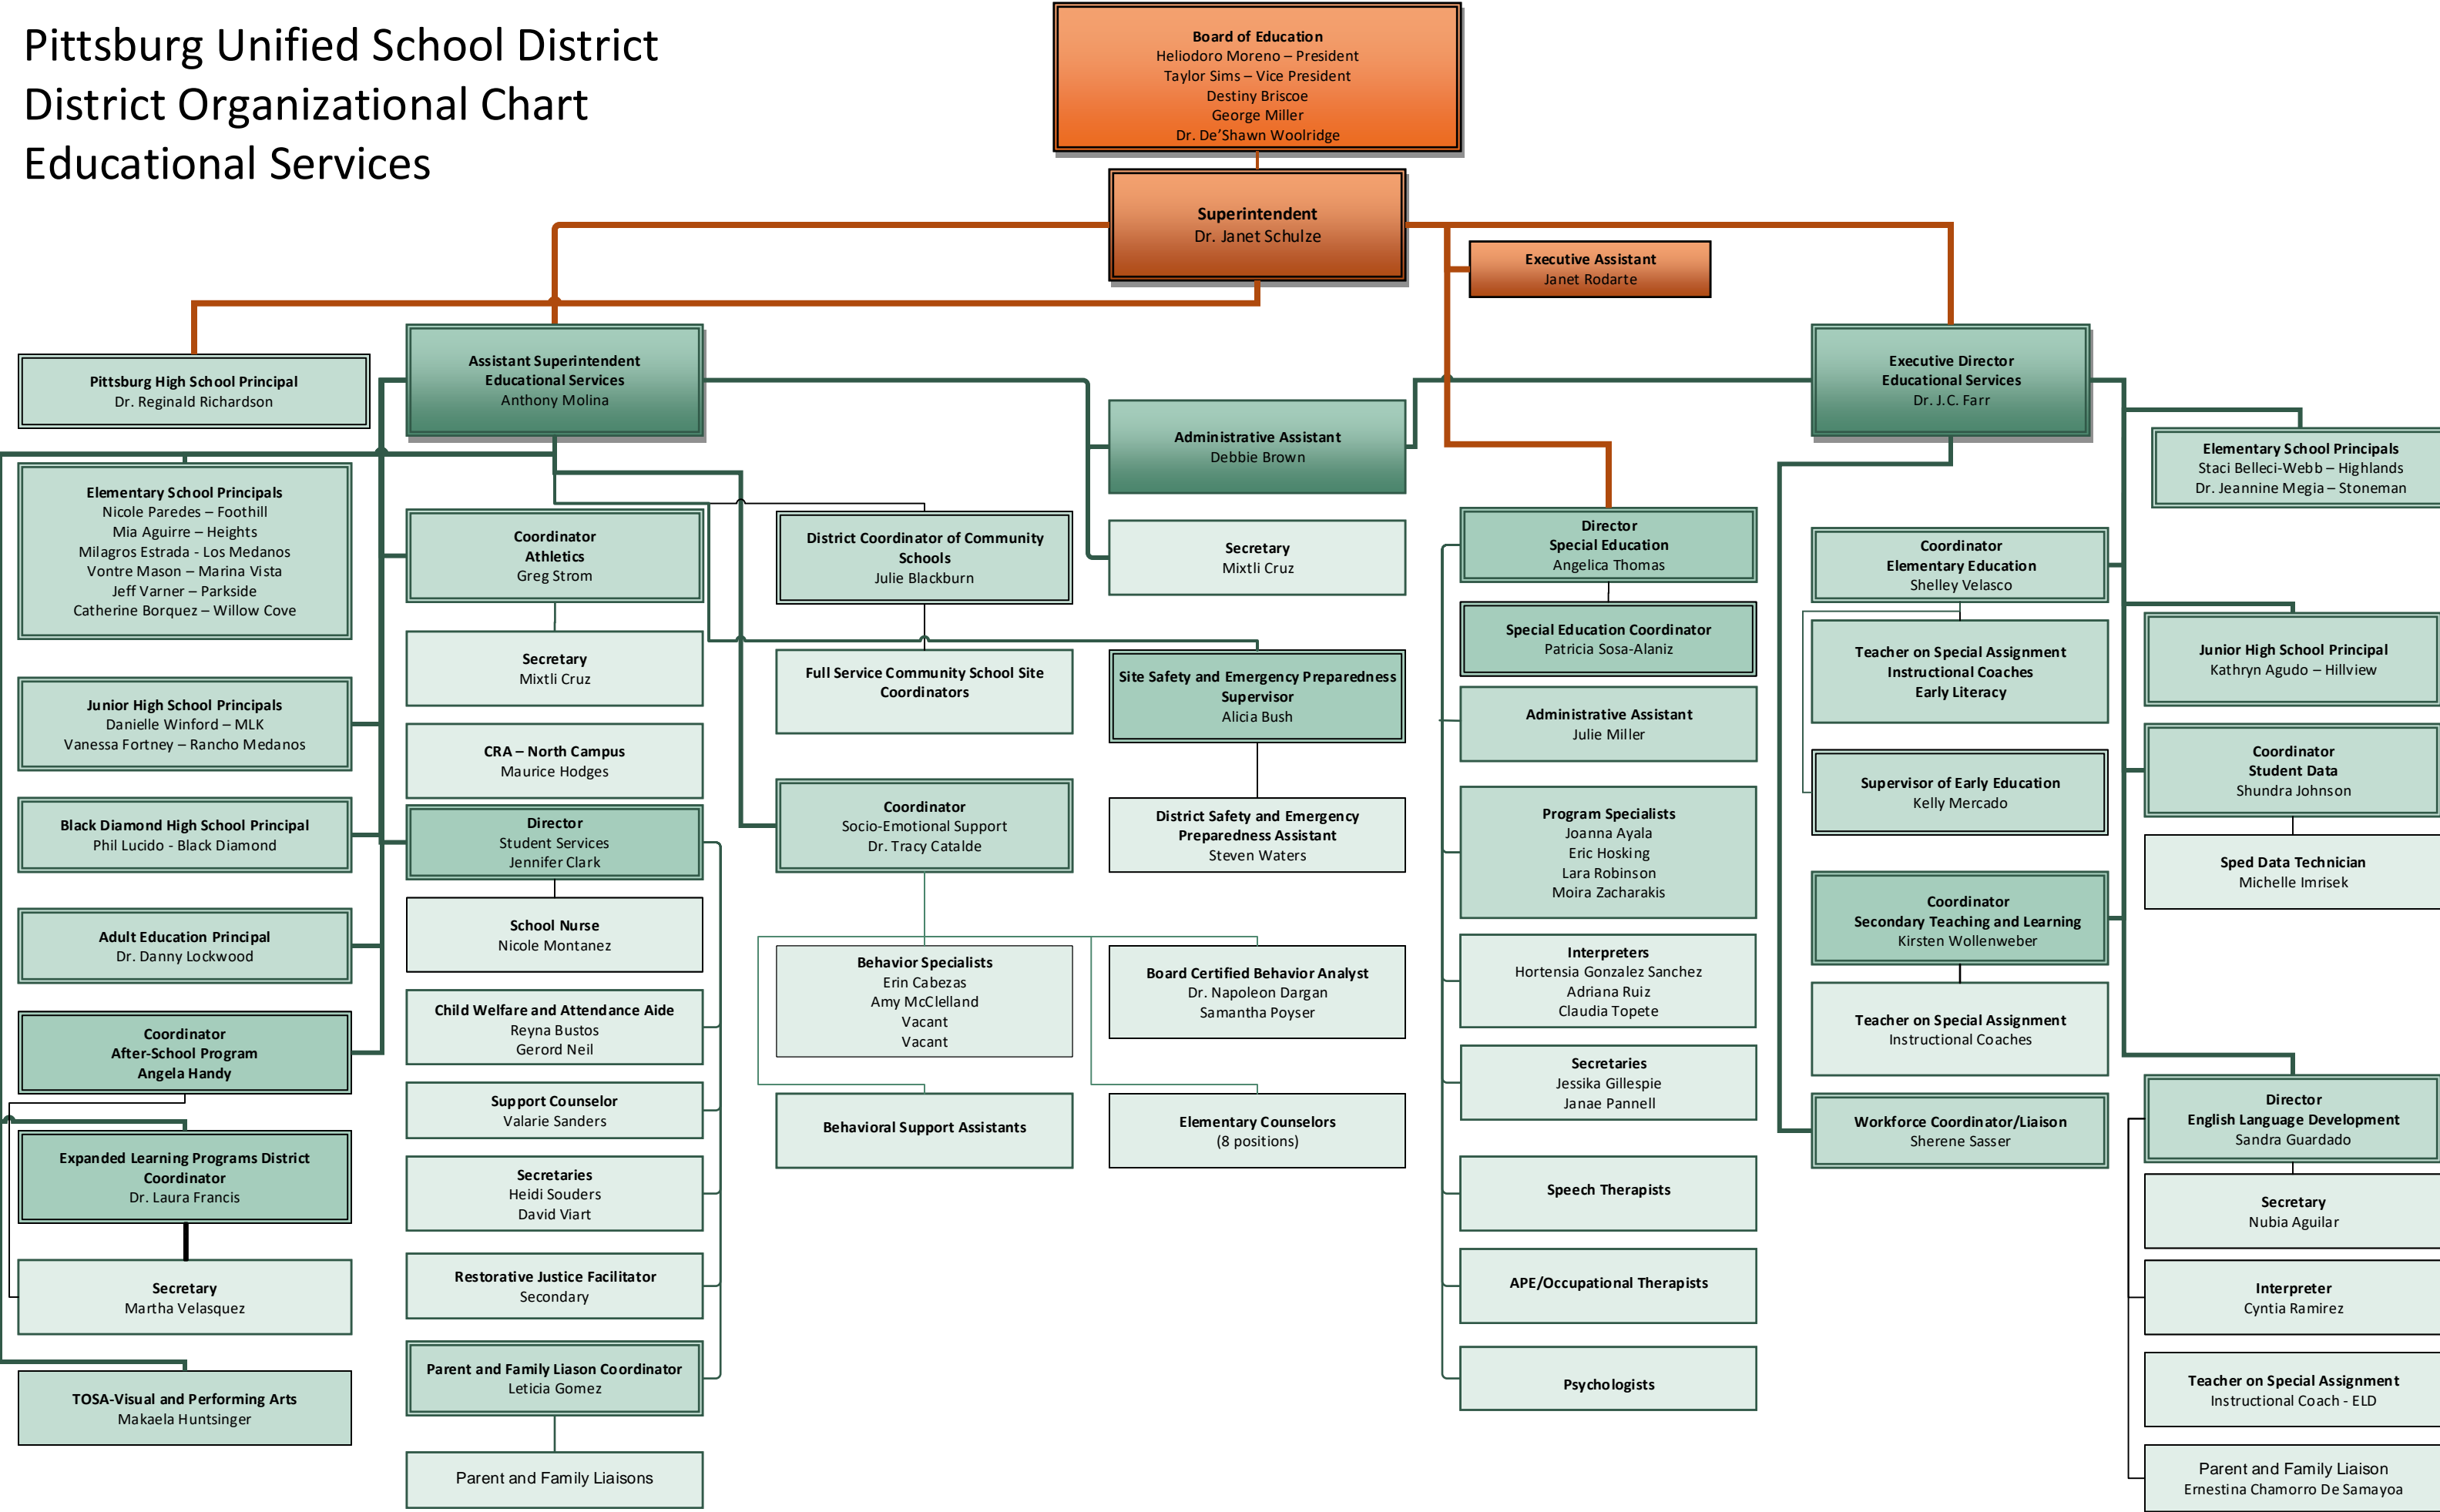 Pittsburg Unified School District
District Organizational Chart
Educational Services
Board of Education
Heliodoro Moreno – President
Taylor Sims – Vice President
Destiny Briscoe
George Miller
Dr. De’Shawn Woolridge
Superintendent
Dr. Janet Schulze
Executive Assistant
Janet Rodarte
Pittsburg High School Principal
Dr. Reginald Richardson
Assistant Superintendent
Educational Services
Anthony Molina
Administrative Assistant
Debbie Brown
Executive Director
Educational Services
Dr. J.C. Farr
Elementary School Principals
Staci Belleci-Webb – Highlands
Dr. Jeannine Megia – Stoneman
Elementary School Principals
Nicole Paredes – Foothill
Mia Aguirre – Heights
Milagros Estrada - Los Medanos
Vontre Mason – Marina Vista
Jeff Varner – Parkside
Catherine Borquez – Willow Cove
Junior High School Principals
Danielle Winford – MLK
Vanessa Fortney – Rancho Medanos
Black Diamond High School Principal
Phil Lucido - Black Diamond
Adult Education Principal
Dr. Danny Lockwood
Coordinator
After-School Program
Angela Handy
Expanded Learning Programs District
Coordinator
Dr. Laura Francis
Secretary
Martha Velasquez
TOSA-Visual and Performing Arts
Makaela Huntsinger
Coordinator
Athletics
Greg Strom
Secretary
Mixtli Cruz
CRA – North Campus
Maurice Hodges
Director
Student Services
Jennifer Clark
School Nurse
Nicole Montanez
Child Welfare and Attendance Aide
Reyna Bustos
Gerord Neil
Support Counselor
Valarie Sanders
Secretaries
Heidi Souders
David Viart
Restorative Justice Facilitator
Secondary
Parent and Family Liason Coordinator
Leticia Gomez
Parent and Family Liaisons
District Coordinator of Community
Schools
Julie Blackburn
Full Service Community School Site
Coordinators
Coordinator
Socio-Emotional Support
Dr. Tracy Catalde
Behavior Specialists
Erin Cabezas
Amy McClelland
Vacant
Vacant
Behavioral Support Assistants
Secretary
Mixtli Cruz
Site Safety and Emergency Preparedness
Supervisor
Alicia Bush
District Safety and Emergency
Preparedness Assistant
Steven Waters
Board Certified Behavior Analyst
Dr. Napoleon Dargan
Samantha Poyser
Elementary Counselors
(8 positions)
Director
Special Education
Angelica Thomas
Special Education Coordinator
Patricia Sosa-Alaniz
Administrative Assistant
Julie Miller
Program Specialists
Joanna Ayala
Eric Hosking
Lara Robinson
Moira Zacharakis
Interpreters
Hortensia Gonzalez Sanchez
Adriana Ruiz
Claudia Topete
Secretaries
Jessika Gillespie
Janae Pannell
Speech Therapists
APE/Occupational Therapists
Psychologists
Coordinator
Elementary Education
Shelley Velasco
Teacher on Special Assignment
Instructional Coaches
Early Literacy
Supervisor of Early Education
Kelly Mercado
Coordinator
Secondary Teaching and Learning
Kirsten Wollenweber
Teacher on Special Assignment
Instructional Coaches
Workforce Coordinator/Liaison
Sherene Sasser
Junior High School Principal
Kathryn Agudo – Hillview
Coordinator
Student Data
Shundra Johnson
Sped Data Technician
Michelle Imrisek
Director
English Language Development
Sandra Guardado
Secretary
Nubia Aguilar
Interpreter
Cyntia Ramirez
Teacher on Special Assignment
Instructional Coach - ELD
Parent and Family Liaison
Ernestina Chamorro De Samayoa